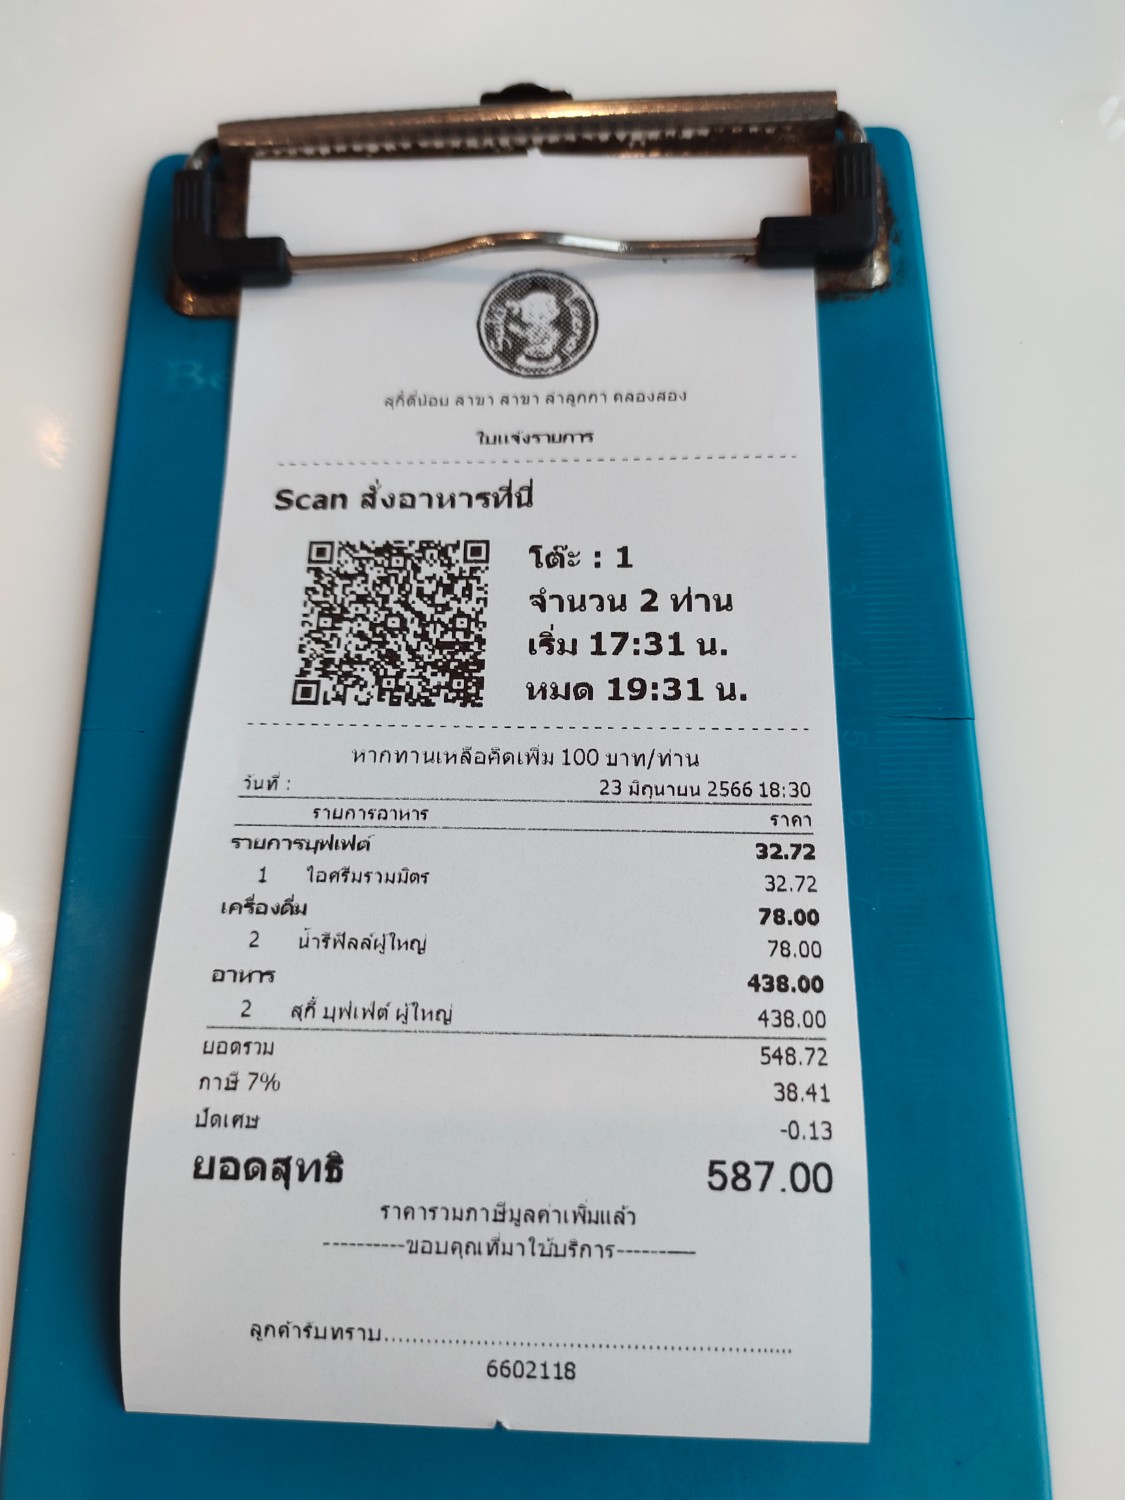 สุกี้ตี๋น้อย สาขา สาขา ลำลูกกา คลองสอง
ใบแจ้งรายการ
Scan สั่งอาหารที่นี่
โต๊ะ : 1
จำนวน 2 ท่าน
เริ่ม 17:31 น.
หมด 19:31 น.
หากทานเหลือคิดเพิ่ม 100 บาท/ท่าน
วันที่ : 23 มิถุนายน 2566 18:30
รายการอาหาร ราคา
รายการบุฟเฟต์ 32.72
1 ไอศรีมรวมมิตร 32.72
เครื่องดื่ม 78.00
2 น้ำรีฟิลล์ผู้ใหญ่ 78.00
อาหาร 438.00
2 สุกี้ บุฟเฟ่ต์ ผู้ใหญ่ 438.00
ยอดรวม 548.72
ภาษี 7% 38.41
ปัดเศษ -0.13
ยอดสุทธิ 587.00
ราคารวมภาษีมูลค่าเพิ่มแล้ว
----------ขอบคุณที่มาใช้บริการ----------
ลูกค้ารับทราบ............................................................
6602118